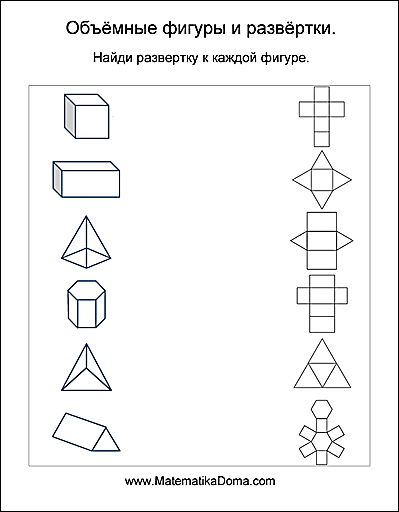 Объёмные фигуры и развёртки.
Найди развертку к каждой фигуре.
www.MatematikaDoma.com